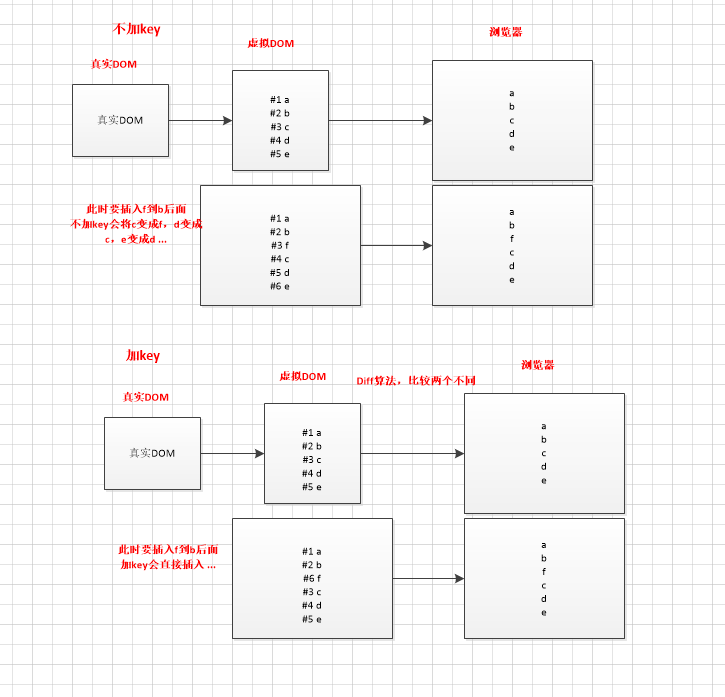 不加key
真实DOM
虚拟DOM
浏览器
真实DOM
#1 a
#2 b
#3 c
#4 d
#5 e
a
b
c
d
e
此时要插入f到b后面
不加key会将c变成f，d变成
c，e变成d ...
#1 a
#2 b
#3 f
#4 c
#5 d
#6 e
a
b
f
c
d
e
加key
真实DOM
虚拟DOM
Diff算法，比较两个不同
浏览器
真实DOM
#1 a
#2 b
#3 c
#4 d
#5 e
a
b
c
d
e
此时要插入f到b后面
加key会直接插入 ...
#1 a
#2 b
#6 f
#3 c
#4 d
#5 e
a
b
f
c
d
e